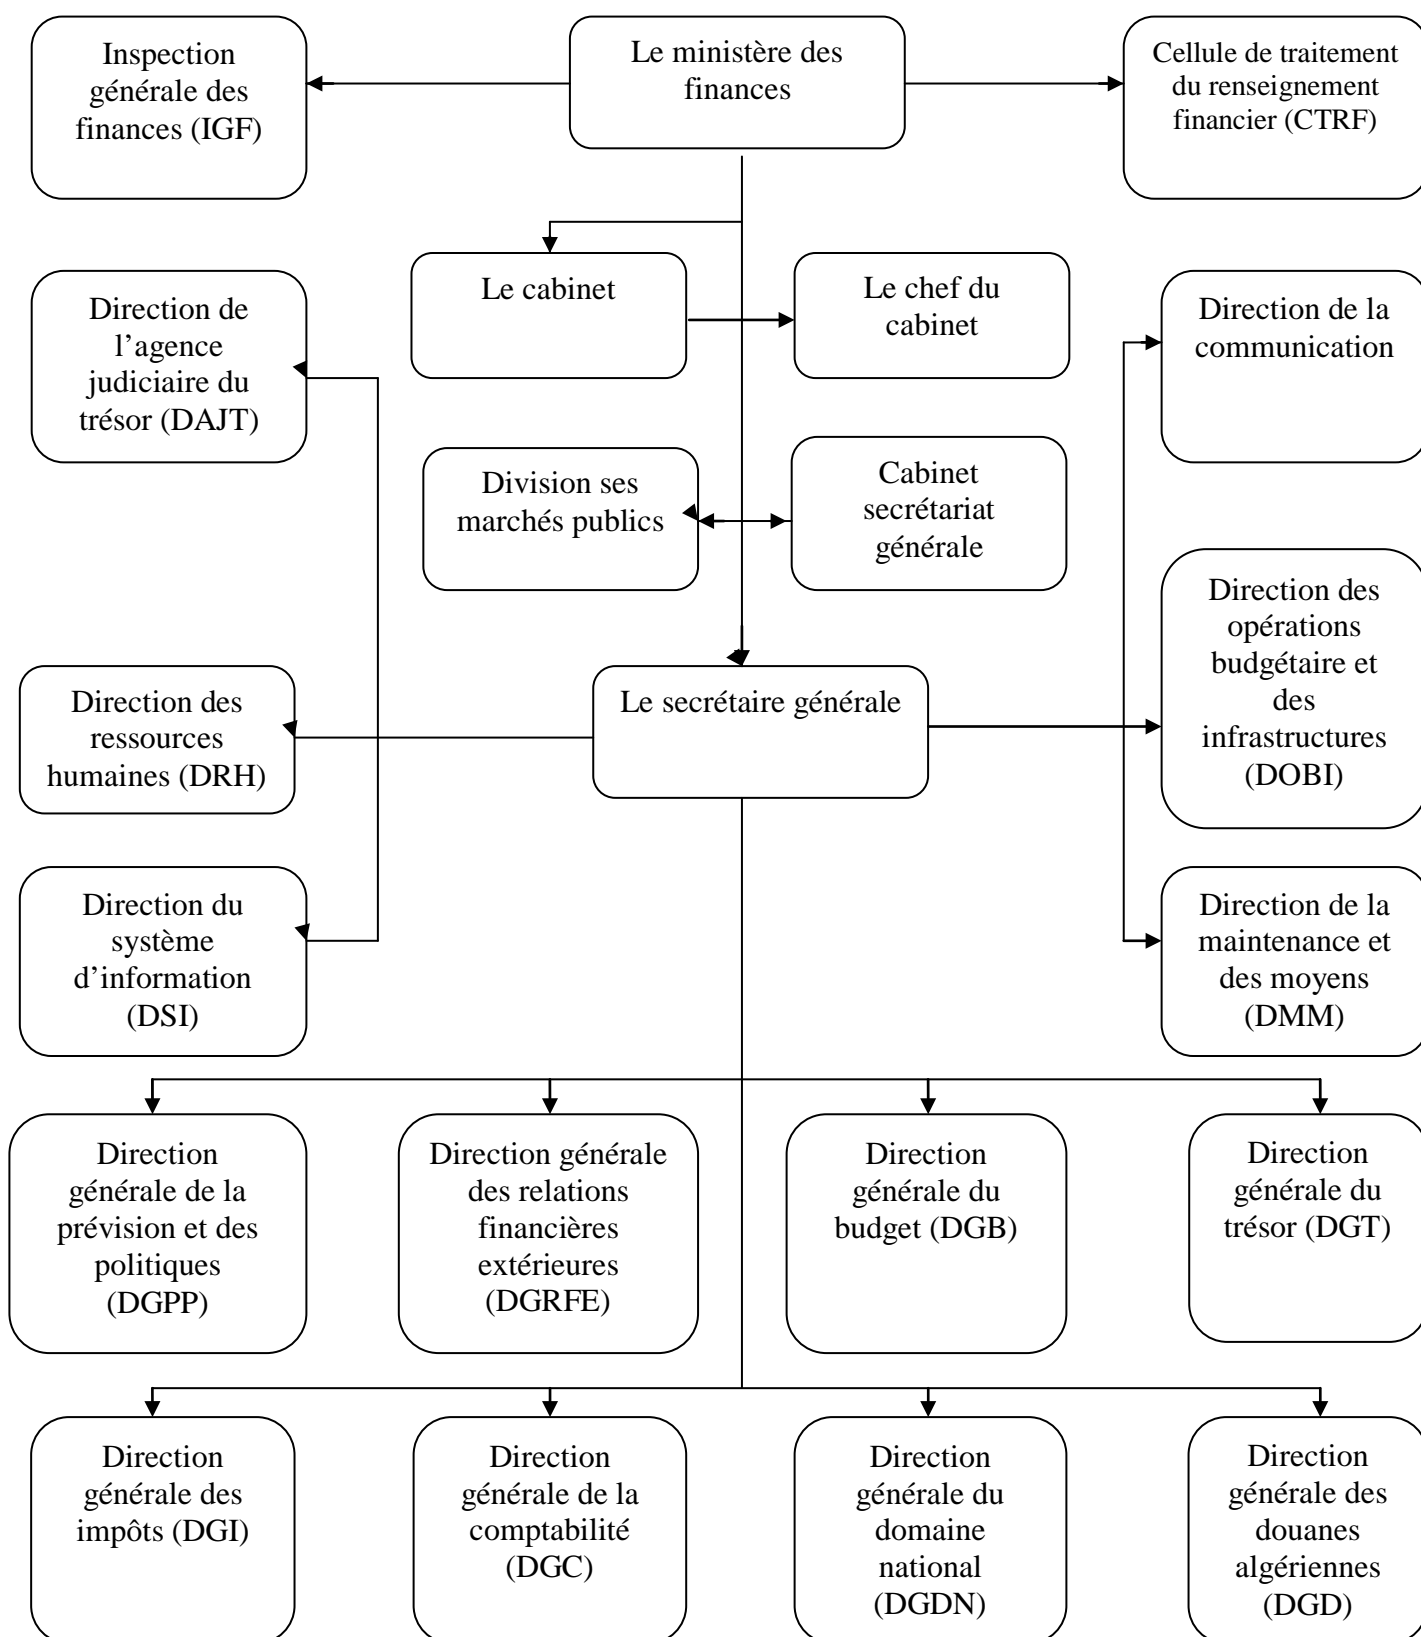 Inspection
générale des
finances (IGF)
Le ministère des
finances
Cellule de traitement
du renseignement
financier (CTRF)
Le cabinet
Le chef du
cabinet
Direction de
l’agence
judiciaire du
trésor (DAJT)
Direction de la
communication
Division ses
marchés publics
Cabinet
secrétariat
générale
Direction des
opérations
budgétaire et
des
infrastructures
(DOBI)
Direction des
ressources
humaines (DRH)
Le secrétaire générale
Direction du
système
d’information
(DSI)
Direction de la
maintenance et
des moyens
(DMM)
Direction
générale de la
prévision et des
politiques
(DGPP)
Direction générale
des relations
financières
extérieures
(DGRFE)
Direction
générale du
budget (DGB)
Direction
générale du
trésor (DGT)
Direction
générale des
impôts (DGI)
Direction
générale de la
comptabilité
(DGC)
Direction
générale du
domaine
national
(DGDN)
Direction
générale des
douanes
algériennes
(DGD)